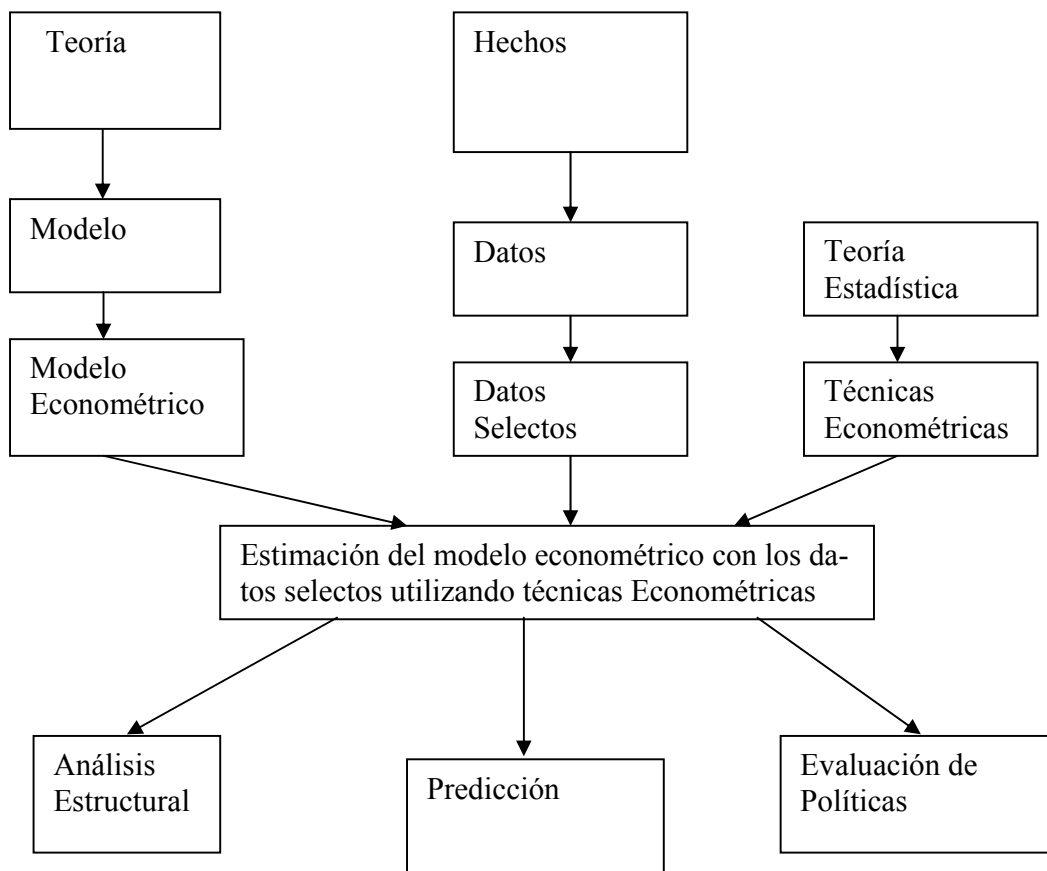 Teoría
Hechos
Modelo
Datos
Teoría
Estadística
Modelo
Econométrico
Datos
Selectos
Técnicas
Econométricas
Estimación del modelo econométrico con los da-
tos selectos utilizando técnicas Econométricas
Análisis
Estructural
Predicción
Evaluación de
Políticas